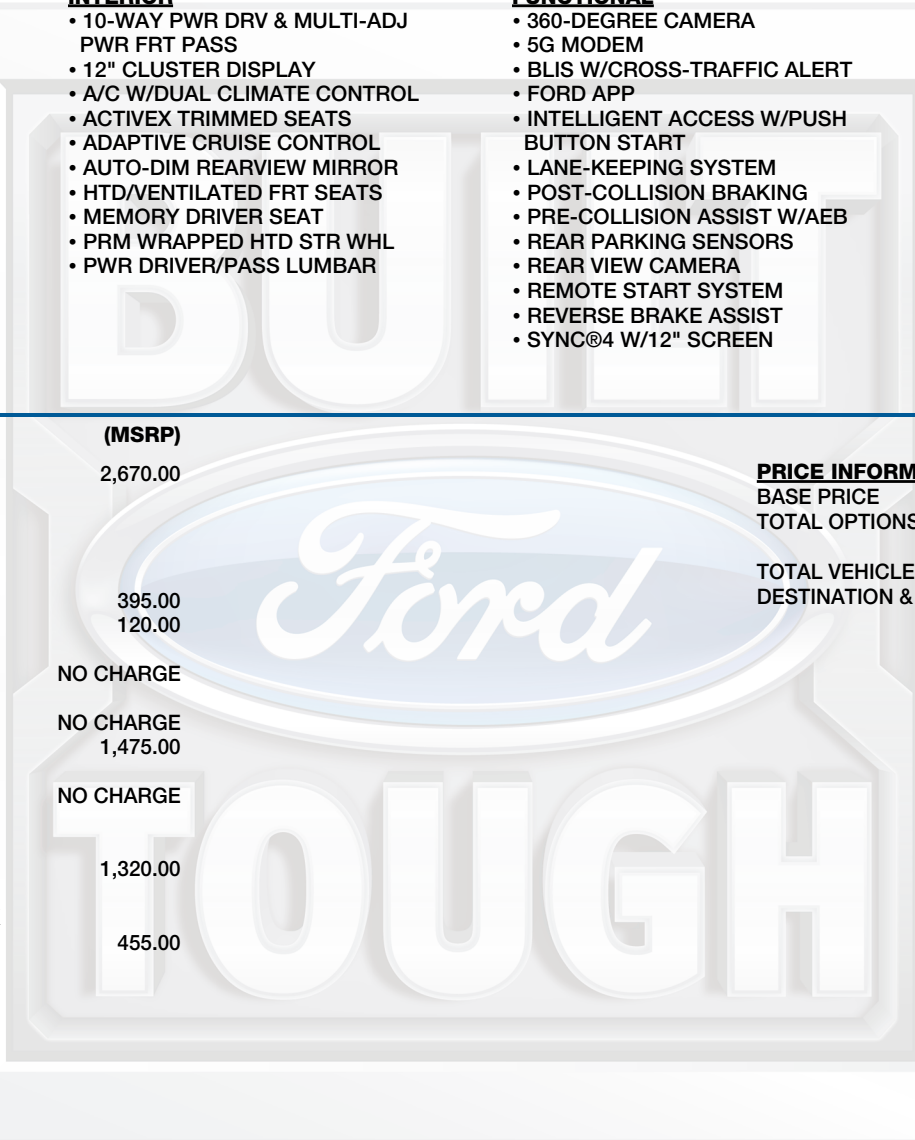 INTERIOR
• 10-WAY PWR DRV & MULTI-ADJ
PWR FRT PASS
• 12" CLUSTER DISPLAY
• A/C W/DUAL CLIMATE CONTROL
• ACTIVEX TRIMMED SEATS
• ADAPTIVE CRUISE CONTROL
• AUTO-DIM REARVIEW MIRROR
• HTD/VENTILATED FRT SEATS
• MEMORY DRIVER SEAT
• PRM WRAPPED HTD STR WHL
• PWR DRIVER/PASS LUMBAR
FUNCTIONAL
• 360-DEGREE CAMERA
• 5G MODEM
• BLIS W/CROSS-TRAFFIC ALERT
• FORD APP
• INTELLIGENT ACCESS W/PUSH
BUTTON START
• LANE-KEEPING SYSTEM
• POST-COLLISION BRAKING
• PRE-COLLISION ASSIST W/AEB
• REAR PARKING SENSORS
• REAR VIEW CAMERA
• REMOTE START SYSTEM
• REVERSE BRAKE ASSIST
• SYNC®4 W/12" SCREEN
BUILT
(MSRP)
2,670.00
395.00
120.00
NO CHARGE
NO CHARGE
1,475.00
NO CHARGE
1,320.00
455.00
Ford
PRICE INFORM
BASE PRICE
TOTAL OPTIONS
TOTAL VEHICLE
DESTINATION &
TOUGH